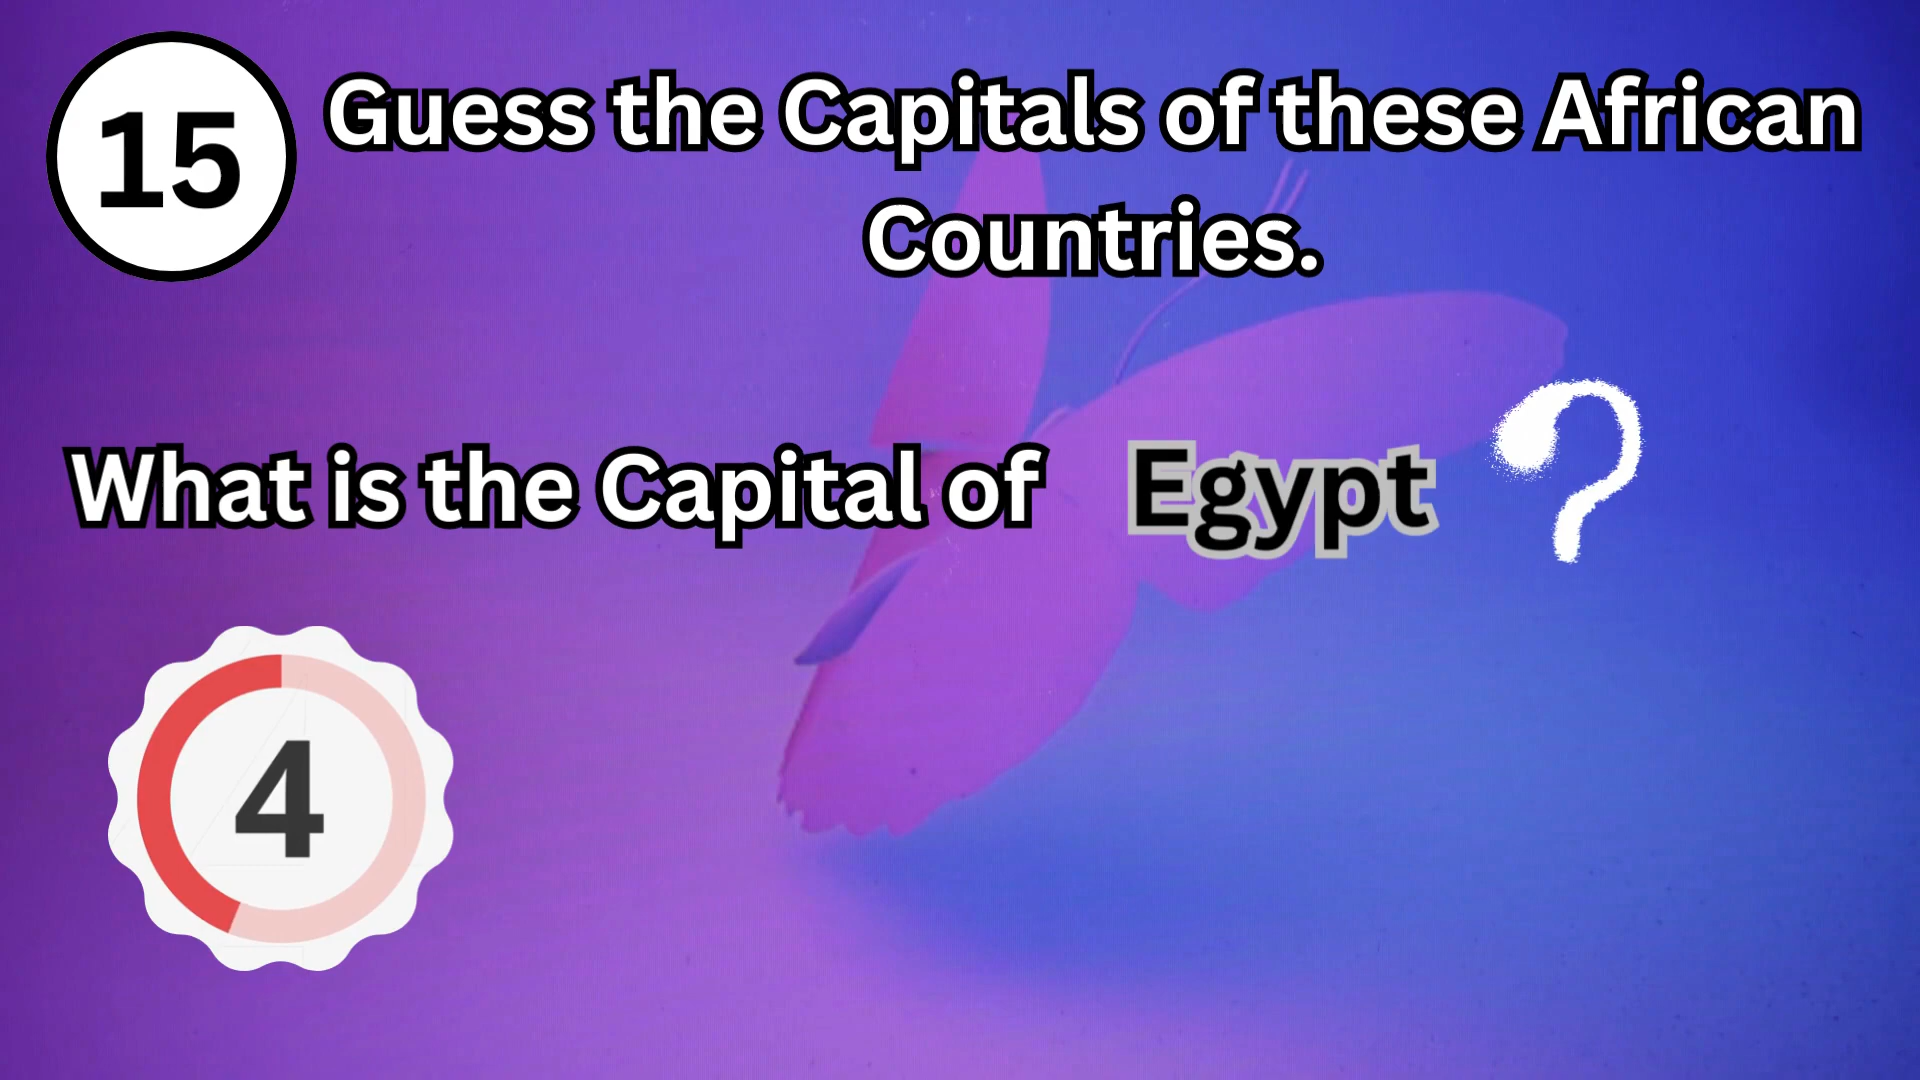 15
Guess the Capitals of these African
Countries.
What is the Capital of Egypt ?
4